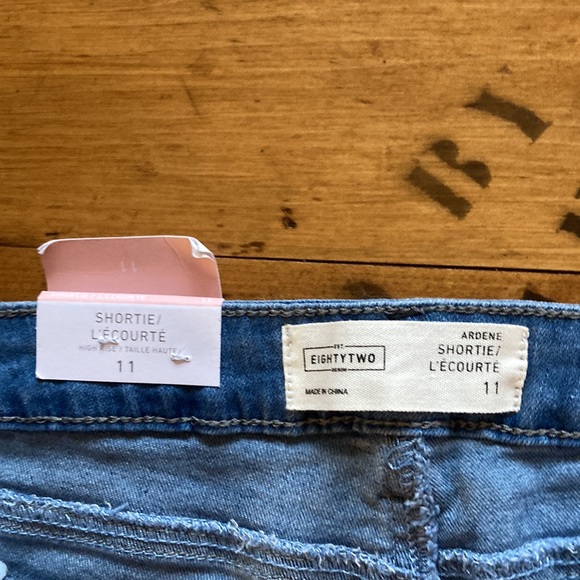 SHORTIE/
L'ÉCOURTÉ
HIGH RISE / TAILLE HAUTE
11
EST.
EIGHTYTWO
DENIM
MADE IN CHINA
ARDENE
SHORTIE/
L'ÉCOURTÉ
11